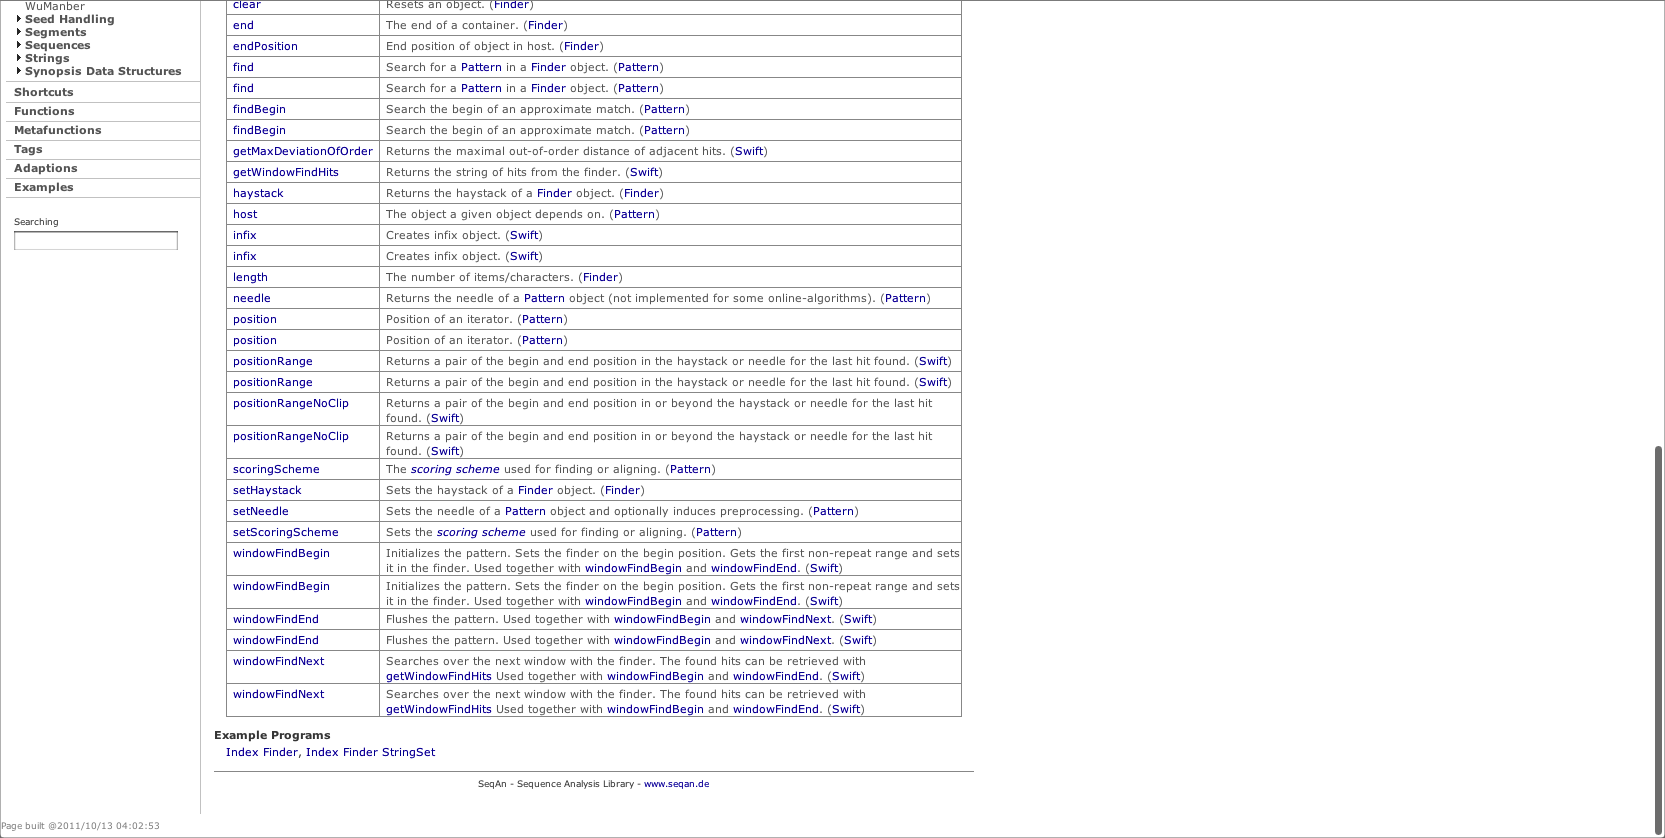 WuManber
Seed Handling
Segments
Sequences
Strings
Synopsis Data Structures
Shortcuts
Functions
Metafunctions
Tags
Adaptions
Examples
Searching
clear Resets an object. (Finder)
end The end of a container. (Finder)
endPosition End position of object in host. (Finder)
find Search for a Pattern in a Finder object. (Pattern)
find Search for a Pattern in a Finder object. (Pattern)
findBegin Search the begin of an approximate match. (Pattern)
findBegin Search the begin of an approximate match. (Pattern)
getMaxDeviationOfOrder Returns the maximal out-of-order distance of adjacent hits. (Swift)
getWindowFindHits Returns the string of hits from the finder. (Swift)
haystack Returns the haystack of a Finder object. (Finder)
host The object a given object depends on. (Pattern)
infix Creates infix object. (Swift)
infix Creates infix object. (Swift)
length The number of items/characters. (Finder)
needle Returns the needle of a Pattern object (not implemented for some online-algorithms). (Pattern)
position Position of an iterator. (Pattern)
position Position of an iterator. (Pattern)
positionRange Returns a pair of the begin and end position in the haystack or needle for the last hit found. (Swift)
positionRange Returns a pair of the begin and end position in the haystack or needle for the last hit found. (Swift)
positionRangeNoClip Returns a pair of the begin and end position in or beyond the haystack or needle for the last hit
found. (Swift)
positionRangeNoClip Returns a pair of the begin and end position in or beyond the haystack or needle for the last hit
found. (Swift)
scoringScheme The scoring scheme used for finding or aligning. (Pattern)
setHaystack Sets the haystack of a Finder object. (Finder)
setNeedle Sets the needle of a Pattern object and optionally induces preprocessing. (Pattern)
setScoringScheme Sets the scoring scheme used for finding or aligning. (Pattern)
windowFindBegin Initializes the pattern. Sets the finder on the begin position. Gets the first non-repeat range and sets
it in the finder. Used together with windowFindBegin and windowFindEnd. (Swift)
windowFindBegin Initializes the pattern. Sets the finder on the begin position. Gets the first non-repeat range and sets
it in the finder. Used together with windowFindBegin and windowFindEnd. (Swift)
windowFindEnd Flushes the pattern. Used together with windowFindBegin and windowFindNext. (Swift)
windowFindEnd Flushes the pattern. Used together with windowFindBegin and windowFindNext. (Swift)
windowFindNext Searches over the next window with the finder. The found hits can be retrieved with
getWindowFindHits Used together with windowFindBegin and windowFindEnd. (Swift)
windowFindNext Searches over the next window with the finder. The found hits can be retrieved with
getWindowFindHits Used together with windowFindBegin and windowFindEnd. (Swift)
Example Programs
Index Finder, Index Finder StringSet
SeqAn - Sequence Analysis Library - www.seqan.de
Page built @2011/10/13 04:02:53